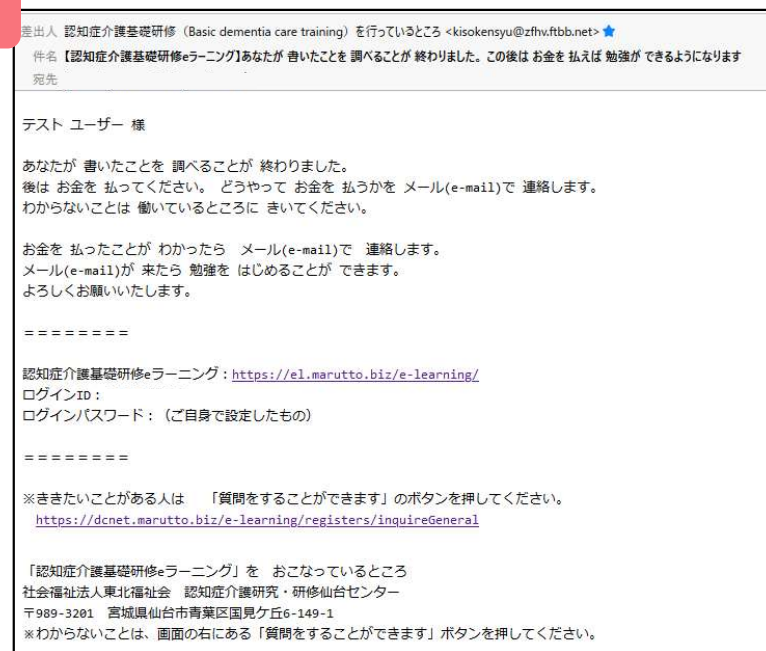 差出人 認知症介護基礎研修（Basic dementia care training）を行っているところ <kisokensyu@zfhv.ftbb.net>
件名 【認知症介護基礎研修eラーニング】あなたが 書いたことを 調べることが 終わりました。この後は お金を 払えば 勉強が できるようになります
宛先
テスト ユーザー 様
あなたが 書いたことを 調べることが 終わりました。
後は お金を 払ってください。 どうやって お金を 払うかを メール(e-mail)で 連絡します。
わからないことは 働いているところに きいてください。
お金を 払ったことが わかったら メール(e-mail)で 連絡します。
メール(e-mail)が 来たら 勉強を はじめることが できます。
よろしくお願いいたします。
＝＝＝＝＝＝＝＝
認知症介護基礎研修eラーニング：https://el.marutto.biz/e-learning/
ログインID：
ログインパスワード：（ご自身で設定したもの）
＝＝＝＝＝＝＝＝
※ききたいことがある人は 「質問をすることができます」のボタンを押してください。
https://dcnet.marutto.biz/e-learning/registers/inquireGeneral
「認知症介護基礎研修eラーニング」を おこなっているところ
社会福祉法人東北福祉会 認知症介護研究・研修仙台センター
〒989-3201 宮城県仙台市青葉区国見ケ丘6-149-1
※わからないことは、画面の右にある「質問をすることができます」ボタンを押してください。